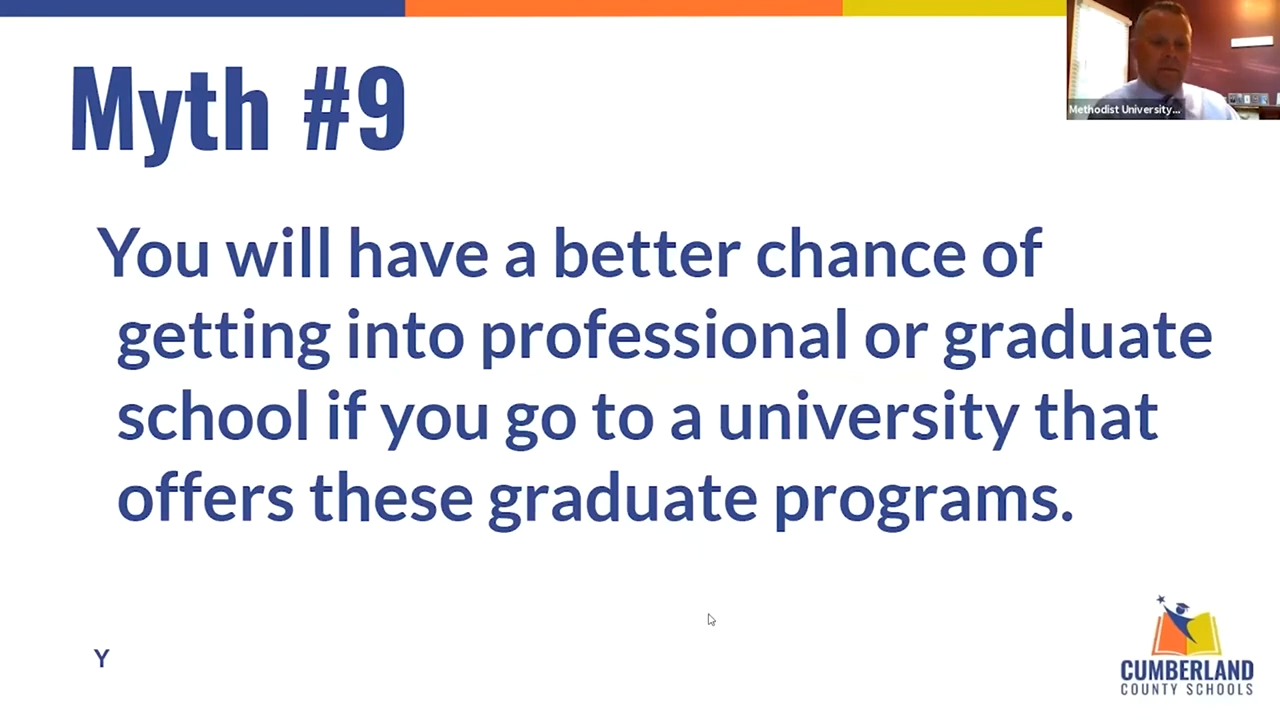 Myth #9
Methodist University...
You will have a better chance of
getting into professional or graduate
school if you go to a university that
offers these graduate programs.
Y
CUMBERLAND
COUNTY SCHOOLS